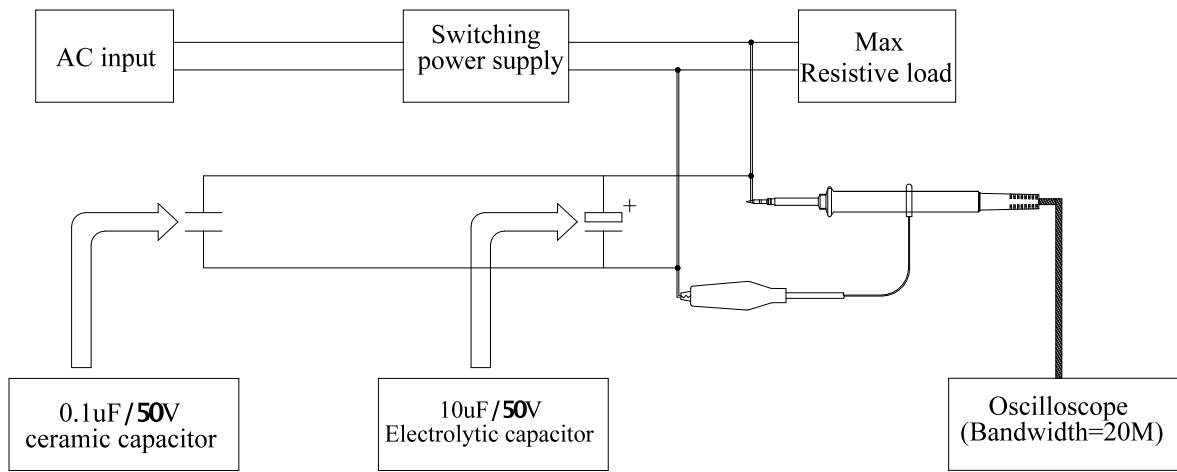 AC input
Switching
power supply
Max
Resistive load
+
0.1uF/50V
ceramic capacitor
10uF/50V
Electrolytic capacitor
Oscilloscope
(Bandwidth=20M)